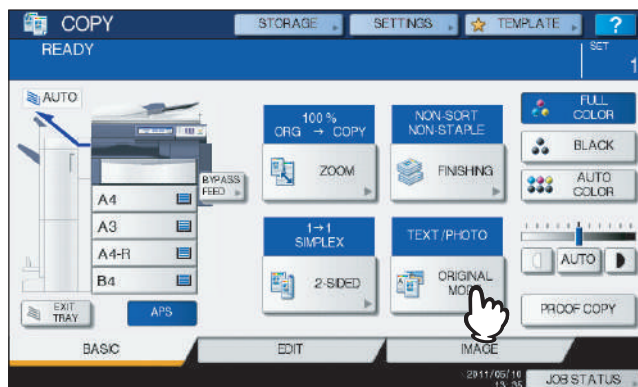 COPY
STORAGE
SETTINGS
TEMPLATE
?
READY
SET
1
AUTO
100 %
ORG → COPY
NON-SORT
NON-STAPLE
FULL
COLOR
ZOOM
FINISHING
BLACK
BYPASS
FEED
AUTO
COLOR
A4
A3
A4-R
B4
1→1
SIMPLEX
TEXT/PHOTO
2-SIDED
ORIGINAL
AUTO
EXIT
TRAY
APS
PROOF COPY
BASIC
EDIT
IMAGE
2011/05/10
13:35
JOB STATUS